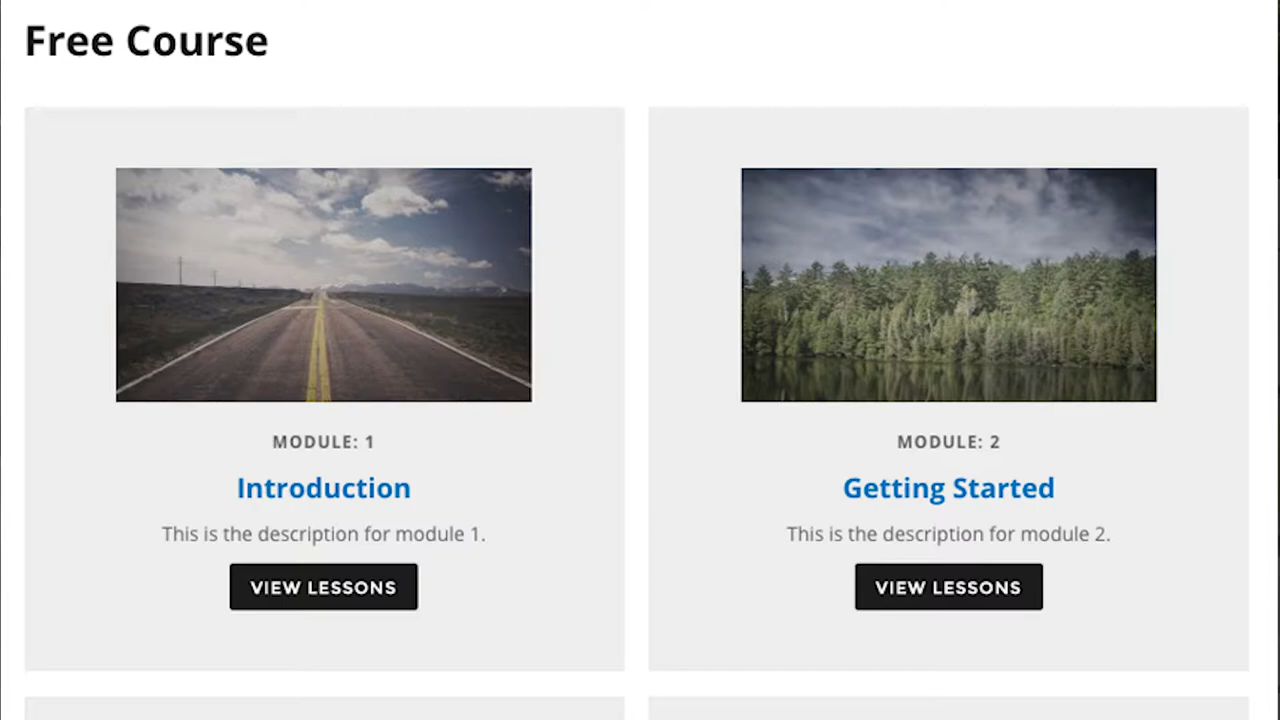 Free Course
MODULE: 1
Introduction
This is the description for module 1.
VIEW LESSONS
MODULE: 2
Getting Started
This is the description for module 2.
VIEW LESSONS